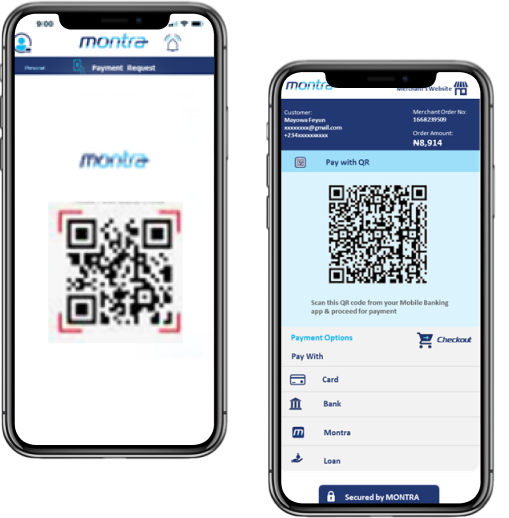 9:00
montra
Personal
Payment Request
montra
montra
Merchant's Website
Customer:
Mayowa Feyun
xxxxxxxx@gmail.com
+234xxxxxxxxxx
Merchant Order No:
1668239509
Order Amount:
₦8,914
Pay with QR
Scan this QR code from your Mobile Banking
app & proceed for payment
Payment Options
Checkout
Pay With
Card
Bank
m
Montra
Loan
Secured by MONTRA